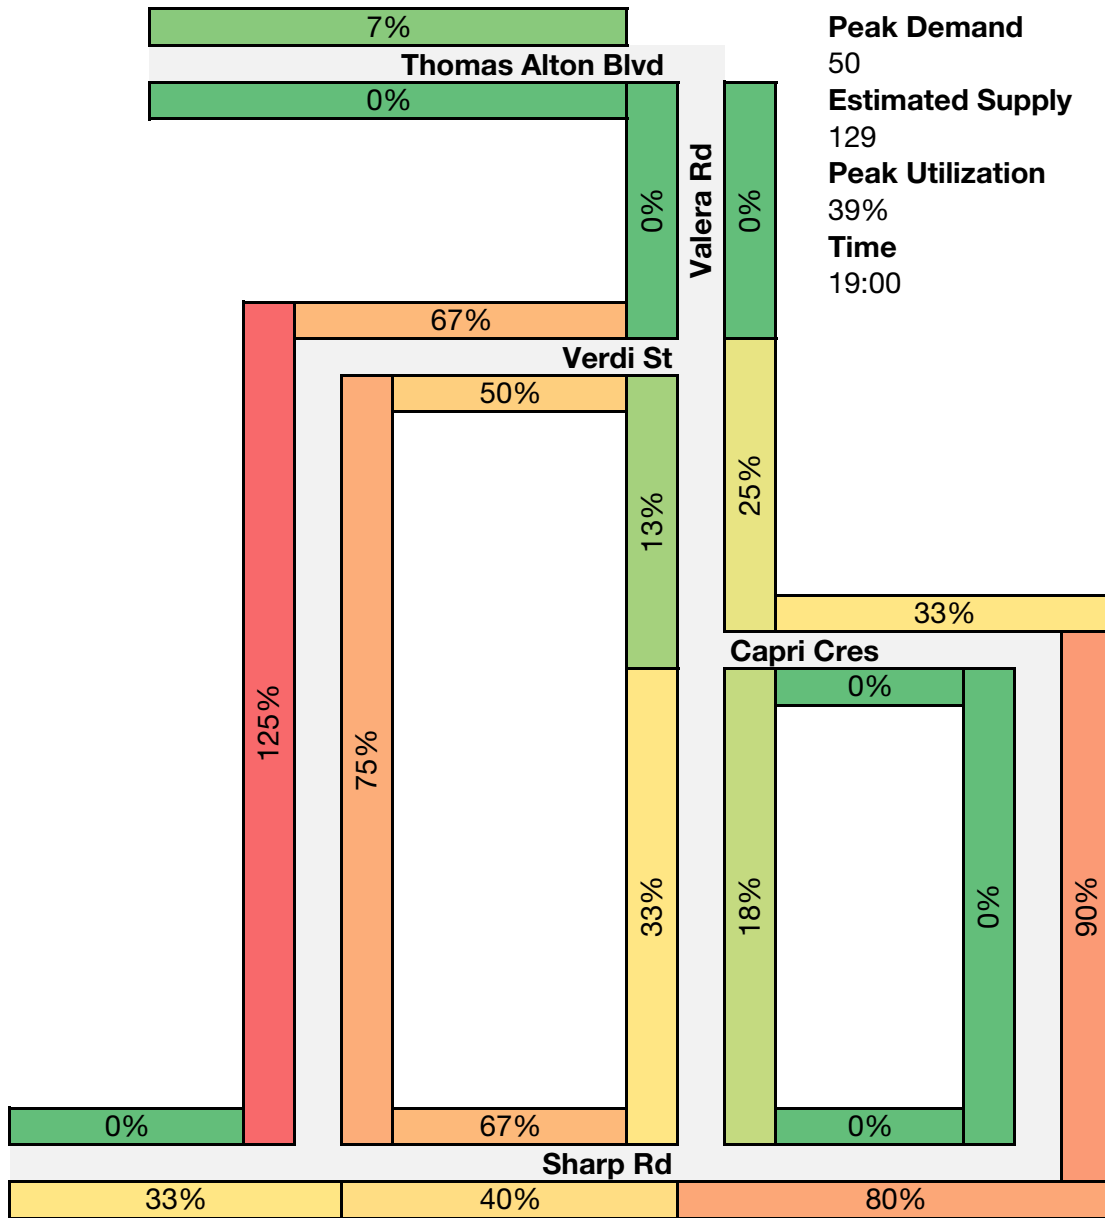 7%
Thomas Alton Blvd
0%
Peak Demand
50
Estimated Supply
129
Peak Utilization
39%
Time
19:00
0%
Valera Rd
0%
67%
Verdi St
50%
13%
25%
33%
Capri Cres
0%
125%
75%
33%
18%
0%
90%
0%
67%
0%
Sharp Rd
33%
40%
80%